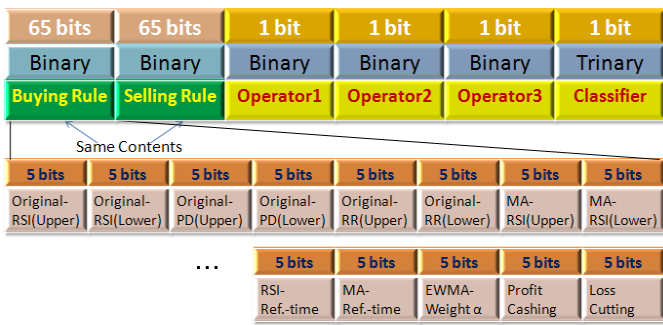 65 bits 65 bits 1 bit 1 bit 1 bit 1 bit
Binary Binary Binary Binary Binary Trinary
Buying Rule Selling Rule Operator1 Operator2 Operator3 Classifier
Same Contents
5 bits 5 bits 5 bits 5 bits 5 bits 5 bits 5 bits 5 bits
Original- Original- Original- Original- Original- Original- MA- MA-
RSI(Upper) RSI(Lower) PD(Upper) PD(Lower) RR(Upper) RR(Lower) RSI(Upper) RSI(Lower)
... 5 bits 5 bits 5 bits 5 bits 5 bits
RSI- MA- EWMA- Profit Loss
Ref.-time Ref.-time Weight α Cashing Cutting